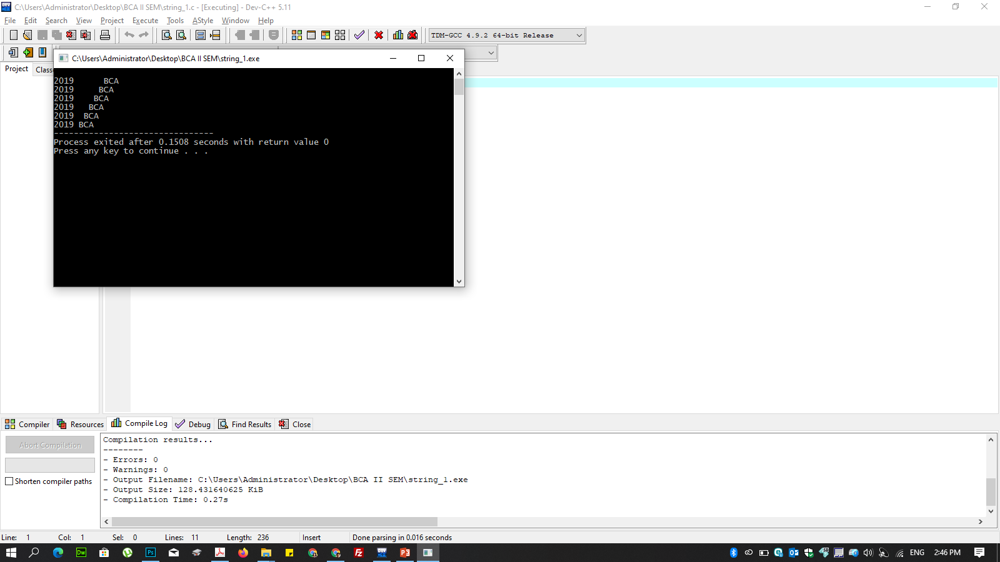 C:\Users\Administrator\Desktop\BCA II SEM\string_1.c - [Executing] - Dev-C++ 5.11
File Edit Search View Project Execute Tools AStyle Window Help
TDM-GCC 4.9.2 64-bit Release
C:\Users\Administrator\Desktop\BCA II SEM\string_1.exe
Project
2019      BCA
2019     BCA
2019    BCA
2019   BCA
2019  BCA
2019 BCA
--------------------------------
Process exited after 0.1508 seconds with return value 0
Press any key to continue . . .
Compiler Resources Compile Log Debug Find Results Close
Abort Compilation
Shorten compiler paths
Compilation results...
--------
- Errors: 0
- Warnings: 0
- Output Filename: C:\Users\Administrator\Desktop\BCA II SEM\string_1.exe
- Output Size: 128.431640625 KiB
- Compilation Time: 0.27s
Line: 1 Col: 1 Sel: 0 Lines: 11 Length: 236 Insert Done parsing in 0.016 seconds
Dw Ps Fz ENG 2:46 PM